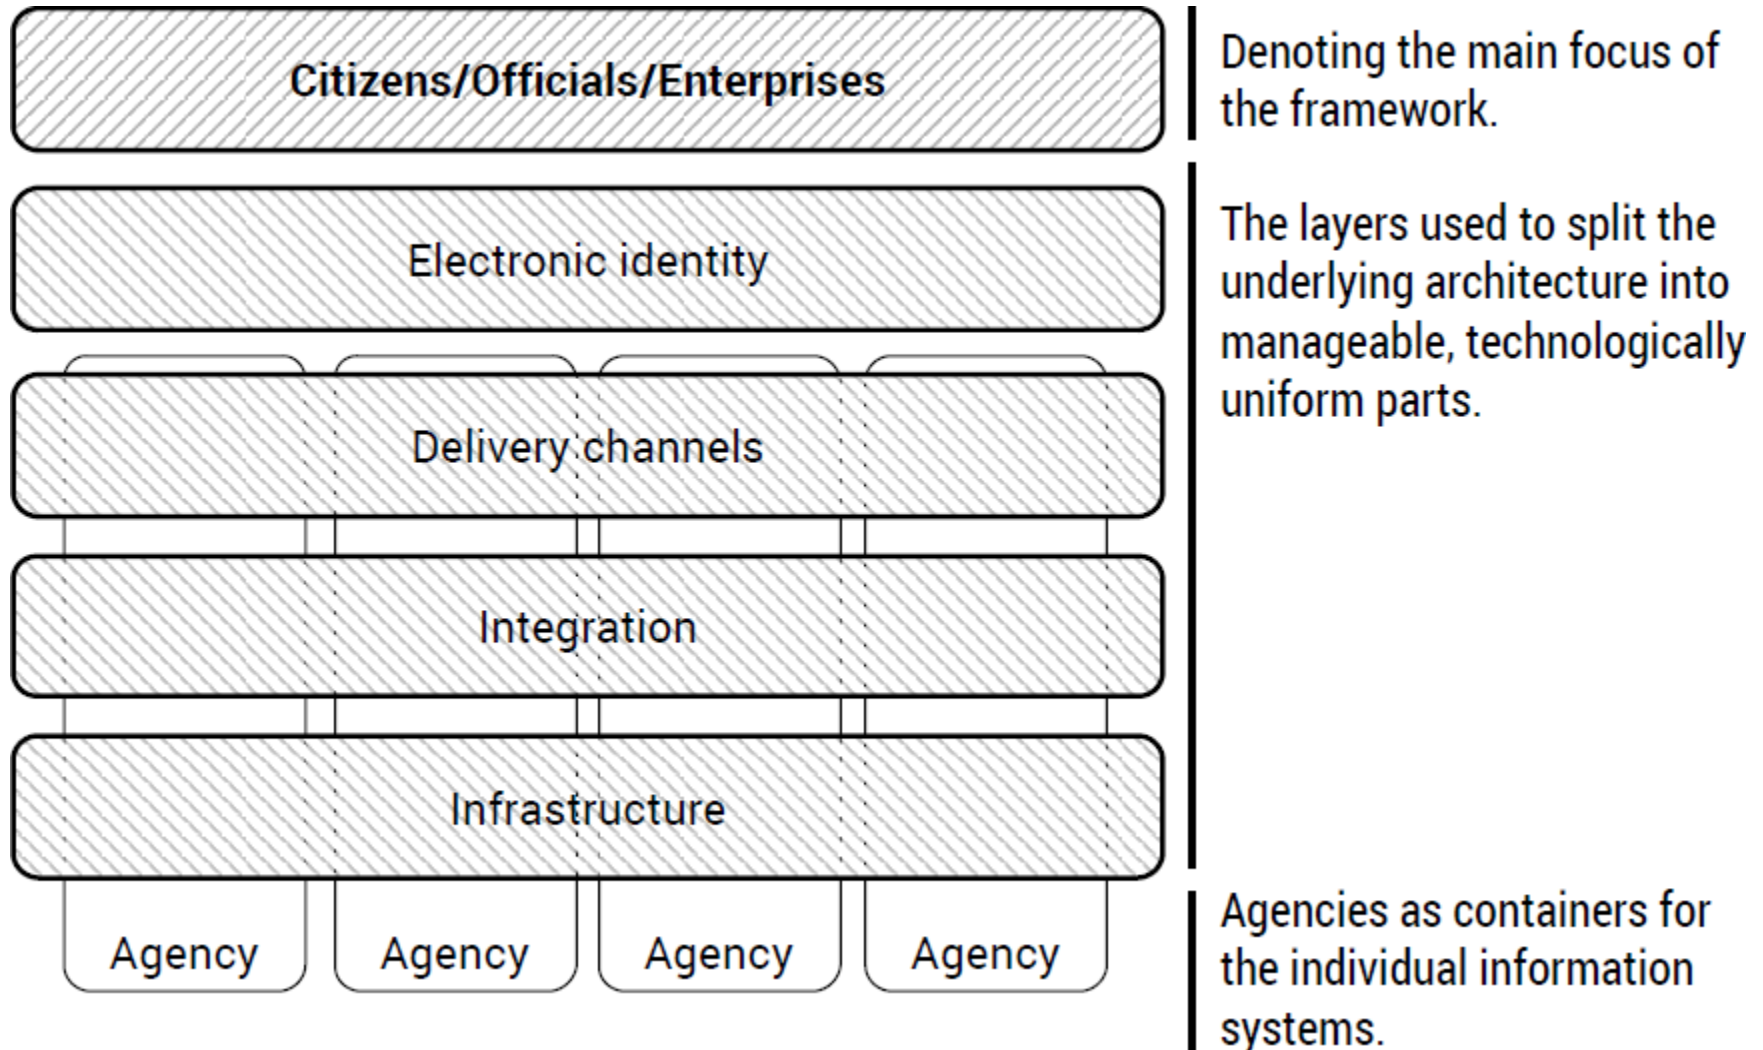 Citizens/Officials/Enterprises
Denoting the main focus of
the framework.
Electronic identity
The layers used to split the
underlying architecture into
manageable, technologically
uniform parts.
Delivery channels
Integration
Infrastructure
Agency
Agency
Agency
Agency
Agencies as containers for
the individual information
systems.